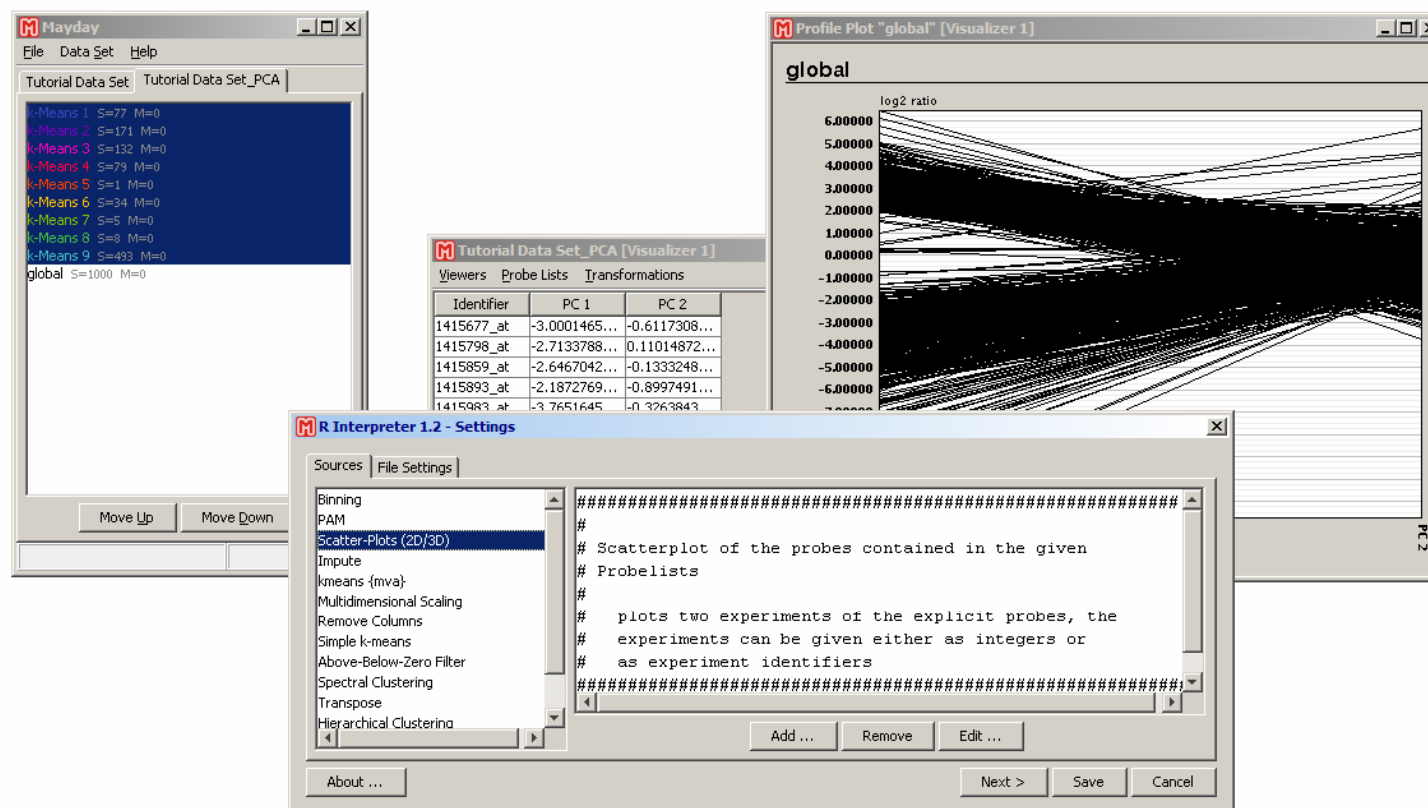 Mayday
File Data Set Help
Tutorial Data Set Tutorial Data Set_PCA
k-Means 1 S=77 M=0
k-Means 2 S=171 M=0
k-Means 3 S=132 M=0
k-Means 4 S=79 M=0
k-Means 5 S=1 M=0
k-Means 6 S=34 M=0
k-Means 7 S=5 M=0
k-Means 8 S=8 M=0
k-Means 9 S=493 M=0
global S=1000 M=0
Move Up Move Down
Profile Plot "global" [Visualizer 1]
global
log2 ratio
6.00000
5.00000
4.00000
3.00000
2.00000
1.00000
0.00000
-1.00000
-2.00000
-3.00000
-4.00000
-5.00000
-6.00000
PC 2
Tutorial Data Set_PCA [Visualizer 1]
Viewers Probe Lists Transformations
Identifier PC 1 PC 2
1415677_at -3.0001465... -0.6117308...
1415798_at -2.7133788... 0.11014872...
1415859_at -2.6467042... -0.1333248...
1415893_at -2.1872769... -0.8997491...
1415983_at -3.7651645 -0.3263843
R Interpreter 1.2 - Settings
Sources File Settings
Binning
PAM
Scatter-Plots (2D/3D)
Impute
kmeans {mva}
Multidimensional Scaling
Remove Columns
Simple k-means
Above-Below-Zero Filter
Spectral Clustering
Transpose
Hierarchical Clustering
###########################################################
#
# Scatterplot of the probes contained in the given
# Probelists
#
# plots two experiments of the explicit probes, the
# experiments can be given either as integers or
# as experiment identifiers
###########################################################
Add ... Remove Edit ...
About ... Next > Save Cancel